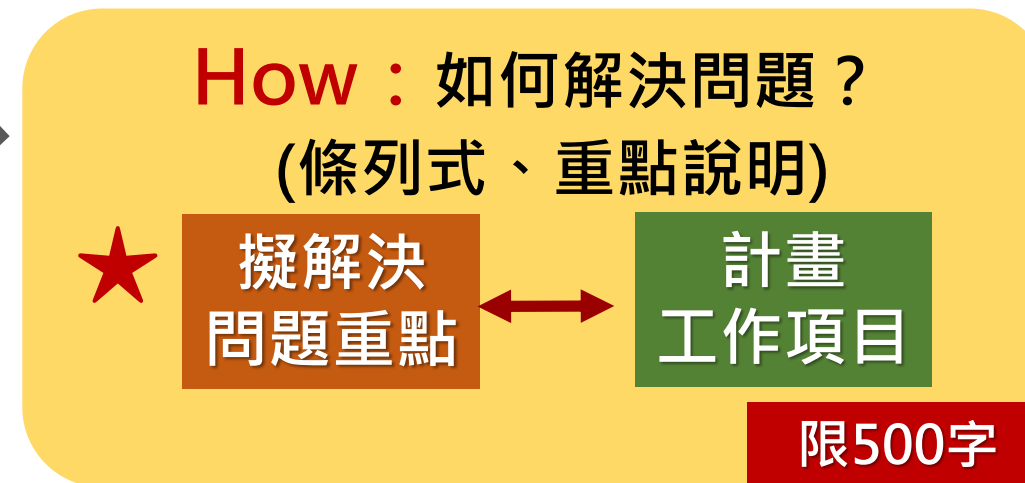 How：如何解決問題？
(條列式、重點說明)
擬解決
問題重點
計畫
工作項目
限500字